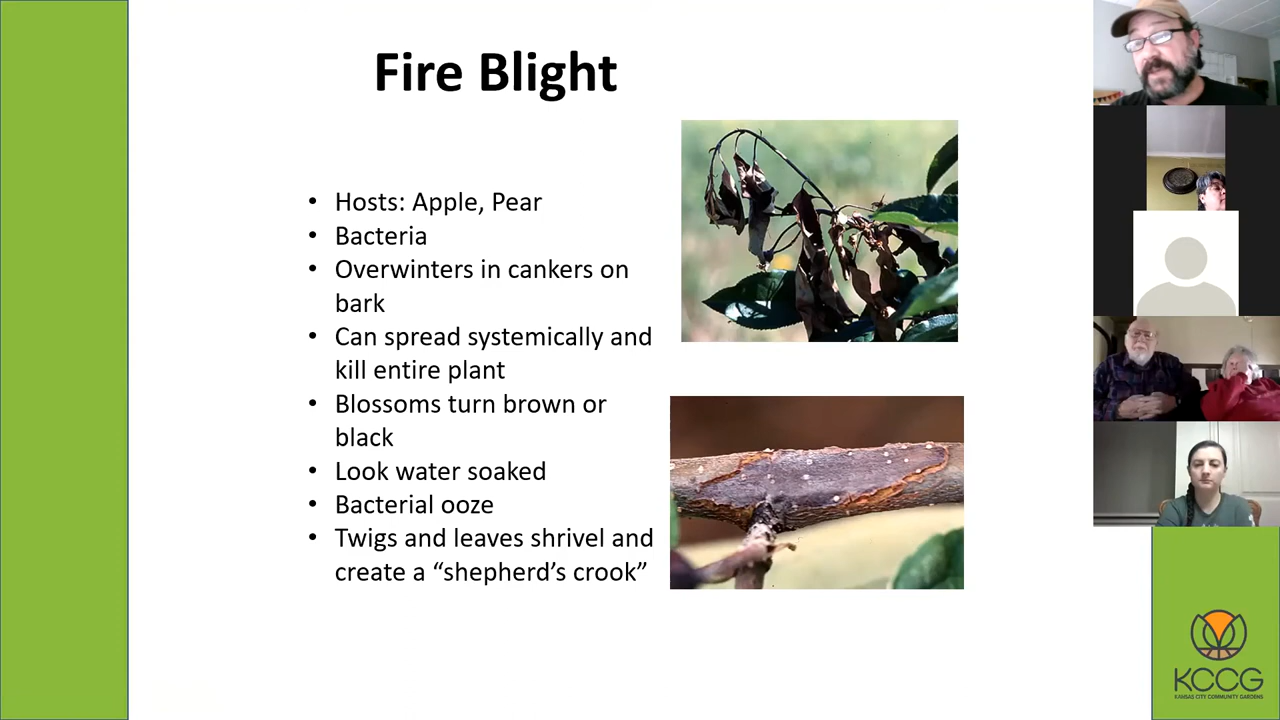 Fire Blight
• Hosts: Apple, Pear
• Bacteria
• Overwinters in cankers on
bark
• Can spread systemically and
kill entire plant
• Blossoms turn brown or
black
• Look water soaked
• Bacterial ooze
• Twigs and leaves shrivel and
create a “shepherd’s crook”
KCCG
KANSAS CITY COMMUNITY GARDENS